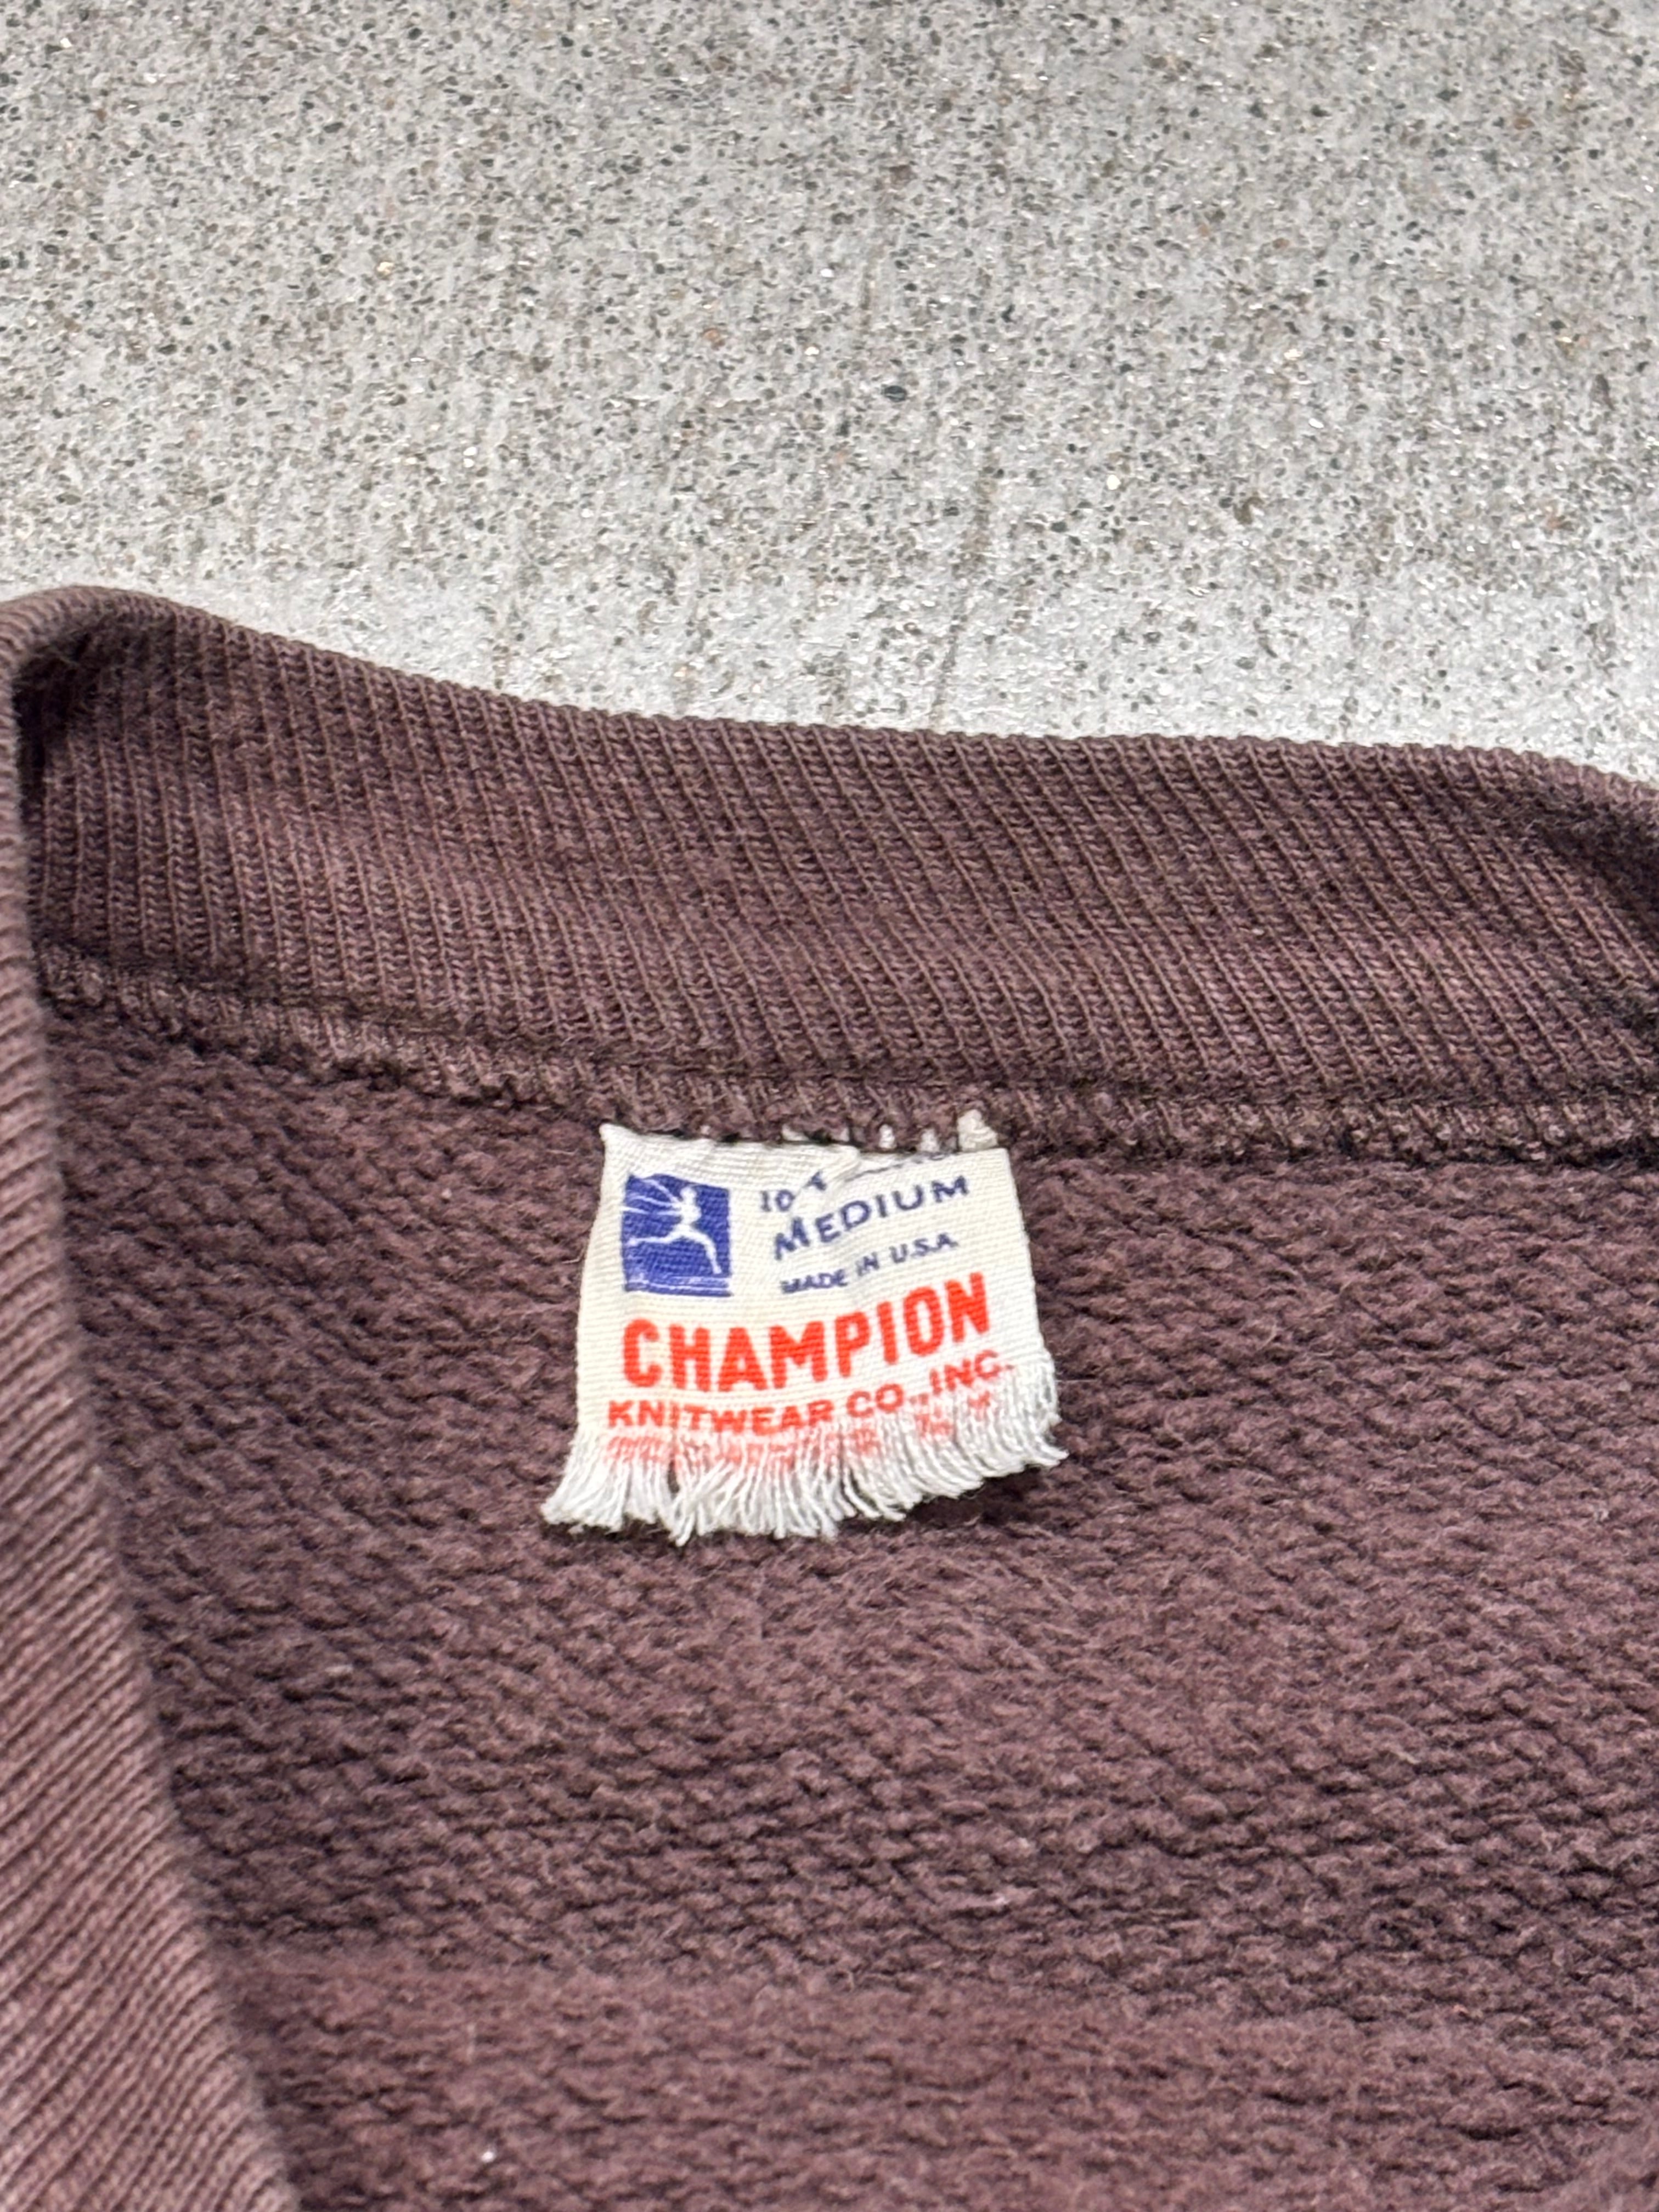 MEDIUM
MADE IN U.S.A.
CHAMPION
KNITWEAR CO., INC.